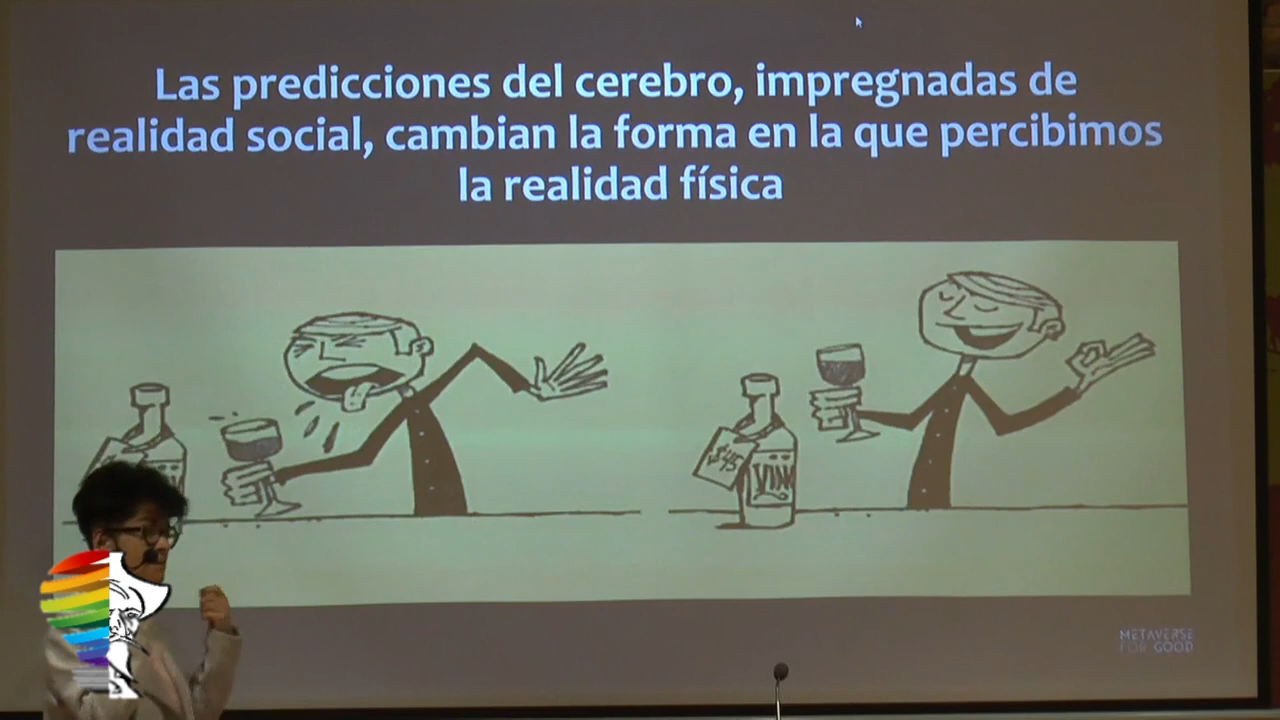 Las predicciones del cerebro, impregnadas de
realidad social, cambian la forma en la que percibimos
la realidad física
$45
VINO
METAVERSE
FOR GOOD